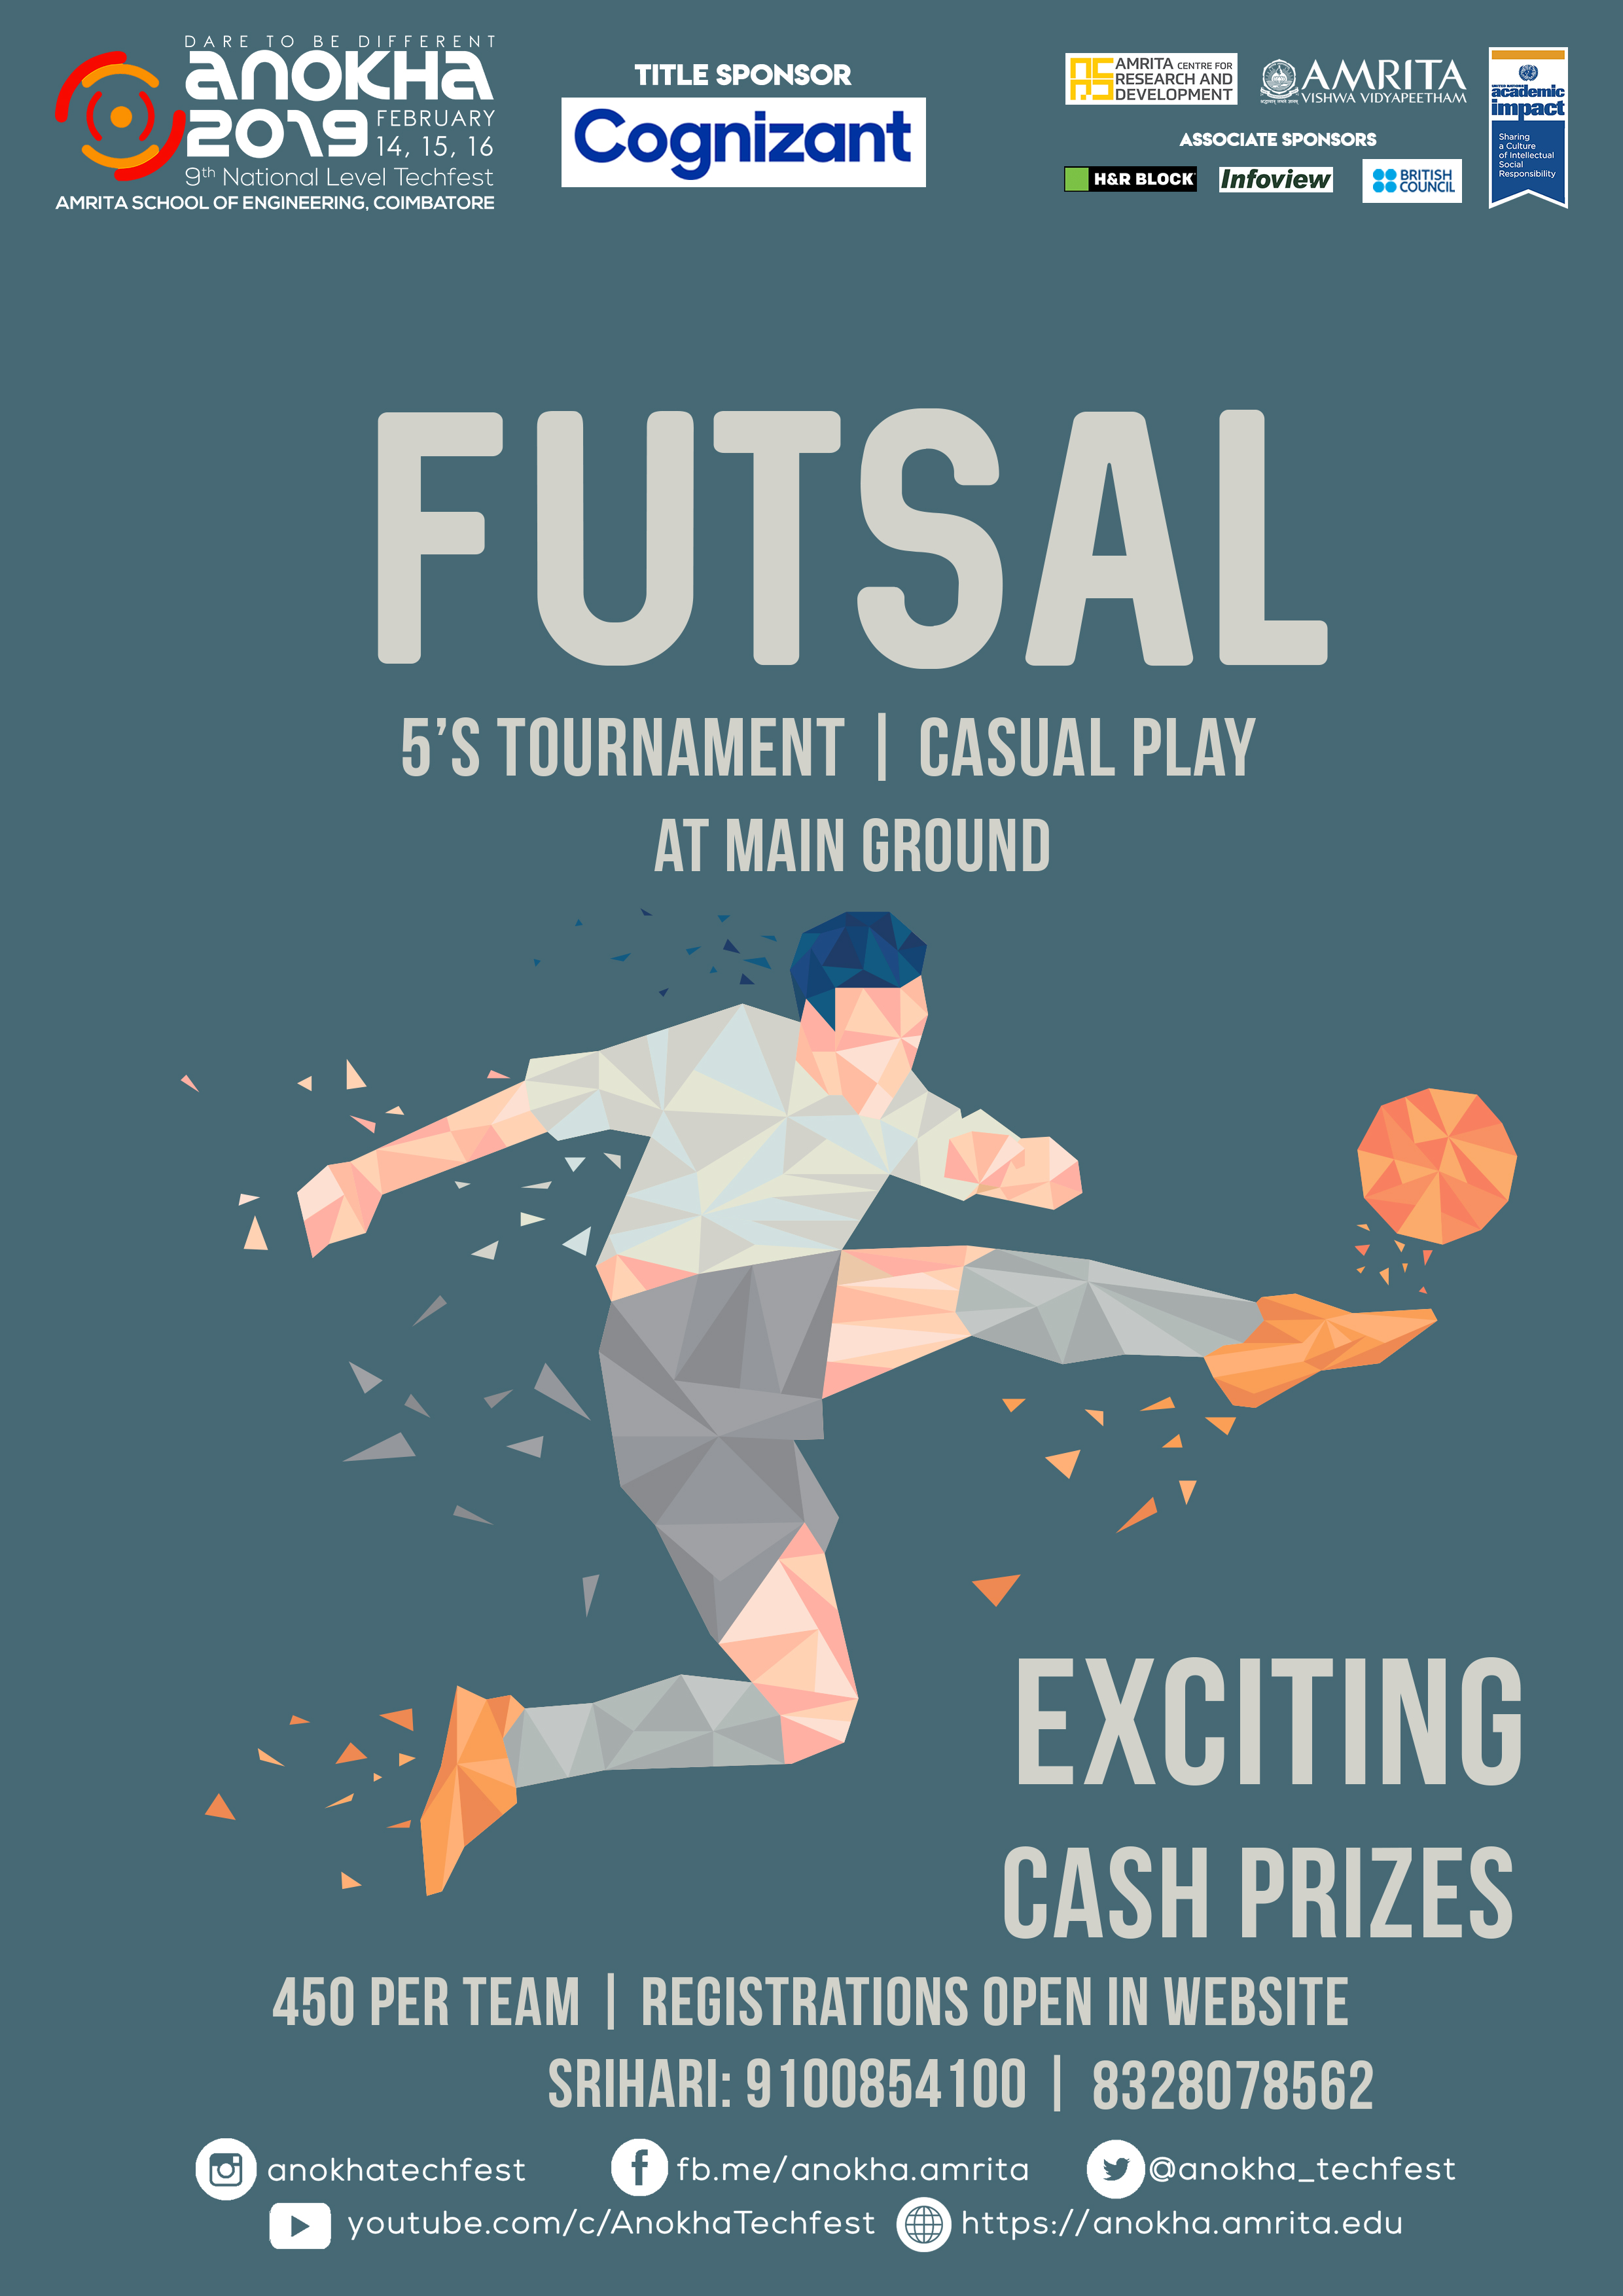 DARE TO BE DIFFERENT
ANOKHA
2019 FEBRUARY
14, 15, 16
9th National Level Techfest
AMRITA SCHOOL OF ENGINEERING, COIMBATORE
TITLE SPONSOR
Cognizant
AMRITA CENTRE FOR
RESEARCH AND
DEVELOPMENT
AMRITA
VISHWA VIDYAPEETHAM
ASSOCIATE SPONSORS
H&R BLOCK
Infoview
BRITISH
COUNCIL
academic
impact
Sharing
a Culture
of Intellectual
Social
Responsibility
FUTSAL
5'S TOURNAMENT | CASUAL PLAY
AT MAIN GROUND
EXCITING
CASH PRIZES
450 PER TEAM | REGISTRATIONS OPEN IN WEBSITE
SRIHARI: 9100854100 | 8328078562
anokhatechfest
fb.me/anokha.amrita
@anokha_techfest
youtube.com/c/AnokhaTechfest
https://anokha.amrita.edu